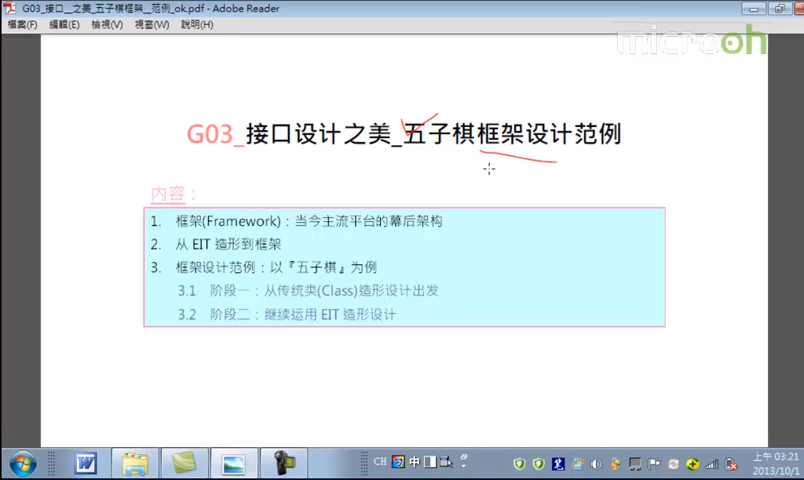 G03_接口__之美_五子棋框架__范例_ok.pdf - Adobe Reader
檔案(F) 編輯(E) 檢視(V) 視窗(W) 說明(H)
microoh
G03_接口设计之美_五子棋框架设计范例
内容：
1. 框架(Framework)：当今主流平台的幕后架构
2. 从 EIT 造形到框架
3. 框架设计范例：以『五子棋』为例
3.1 阶段一：从传统类(Class)造形设计出发
3.2 阶段二：继续运用 EIT 造形设计
CH 中
上午 03:21
2013/10/1